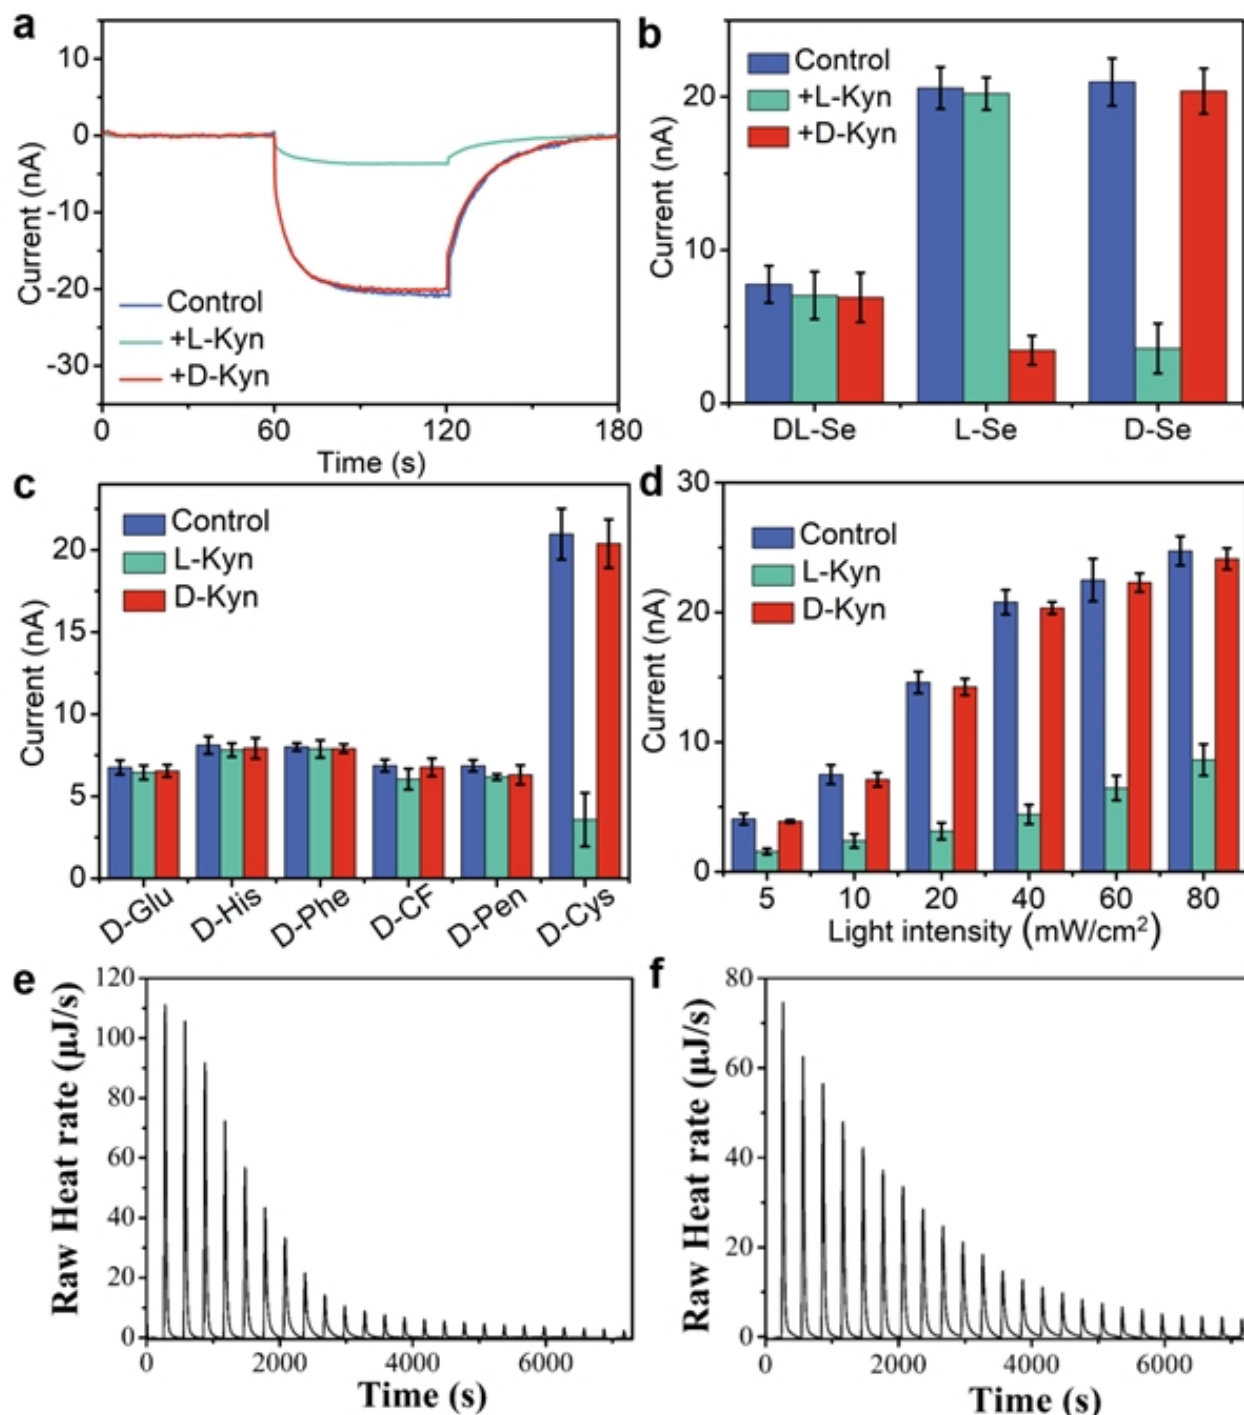 a
10
0
-10
-20
-30
Current (nA)
Control
+L-Kyn
+D-Kyn
0
60
120
180
Time (s)
b
20
10
0
Current (nA)
Control
+L-Kyn
+D-Kyn
DL-Se
L-Se
D-Se
c
20
15
10
5
0
Current (nA)
Control
L-Kyn
D-Kyn
D-Glu
D-His
D-Phe
D-CF
D-Pen
D-Cys
d
30
20
10
0
Current (nA)
Control
L-Kyn
D-Kyn
5
10
20
40
60
80
Light intensity (mW/cm²)
e
120
100
80
60
40
20
0
Raw Heat rate (µJ/s)
0
2000
4000
6000
Time (s)
f
80
60
40
20
0
Raw Heat rate (µJ/s)
0
2000
4000
6000
Time (s)